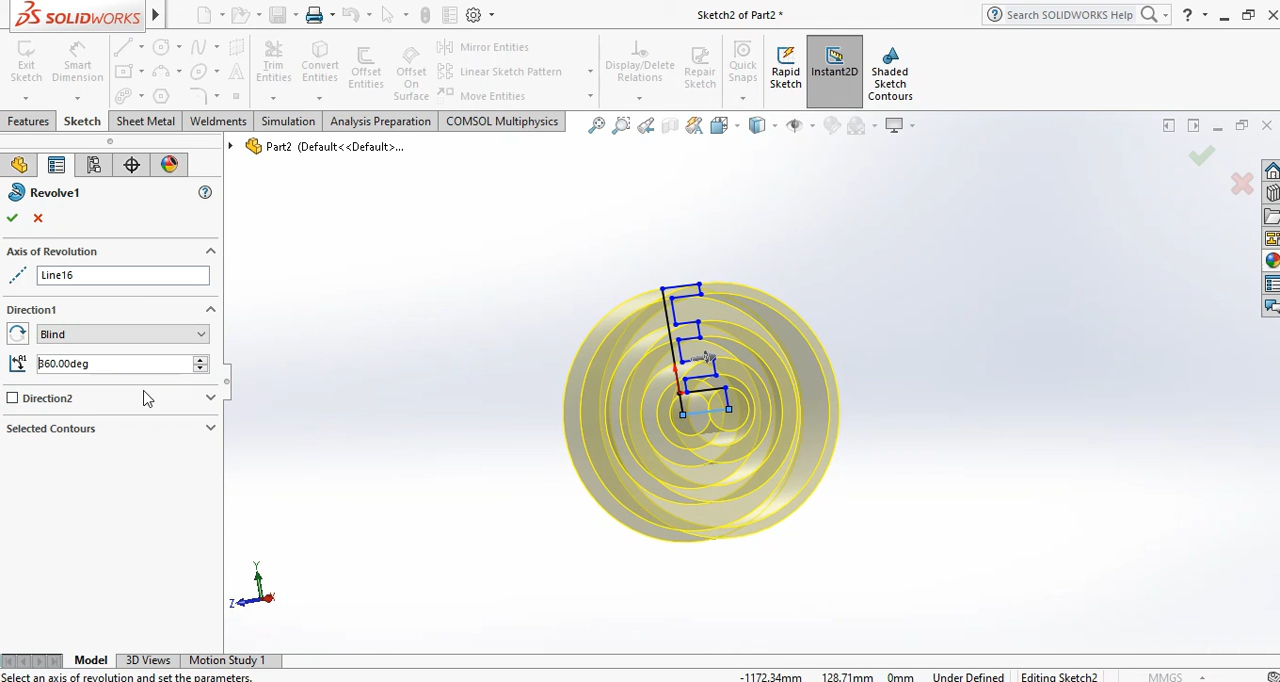 SOLIDWORKS
Sketch2 of Part2 *
Search SOLIDWORKS Help
?
Exit Sketch
Smart Dimension
Trim Entities
Convert Entities
Offset Entities
Offset On Surface
Mirror Entities
Linear Sketch Pattern
Move Entities
Display/Delete Relations
Repair Sketch
Quick Snaps
Rapid Sketch
Instant2D
Shaded Sketch Contours
Features
Sketch
Sheet Metal
Weldments
Simulation
Analysis Preparation
COMSOL Multiphysics
Part2 (Default<<Default>...
Revolve1
Axis of Revolution
Line16
Direction1
Blind
360.00deg
Direction2
Selected Contours
Y
Z
X
Model
3D Views
Motion Study 1
Select an axis of revolution and set the parameters.
-1172.34mm
128.71mm
0mm
Under Defined
Editing Sketch2
MMGS